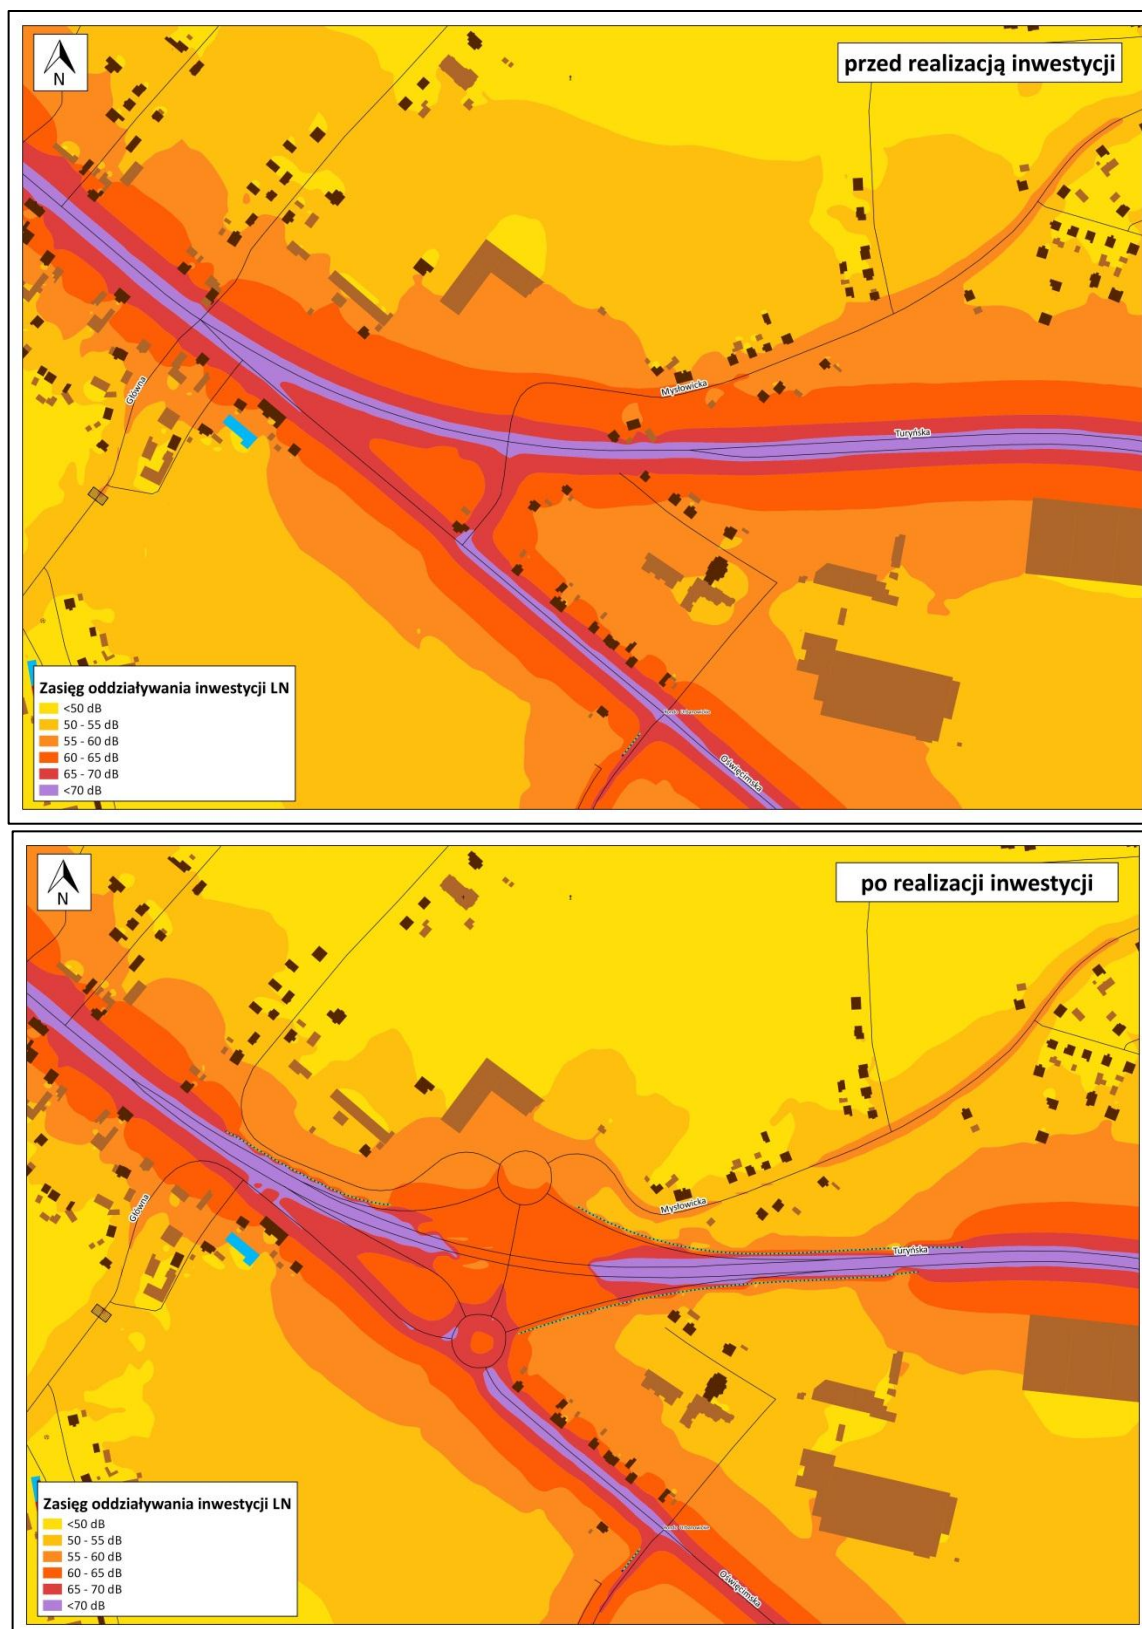 przed realizacją inwestycji
N
Główna
Mysłowicka
Turyńska
Oświęcimska
Zasięg oddziaływania inwestycji LN
<50 dB
50 - 55 dB
55 - 60 dB
60 - 65 dB
65 - 70 dB
<70 dB
po realizacji inwestycji
N
Główna
Mysłowicka
Turyńska
Oświęcimska
Zasięg oddziaływania inwestycji LN
<50 dB
50 - 55 dB
55 - 60 dB
60 - 65 dB
65 - 70 dB
<70 dB